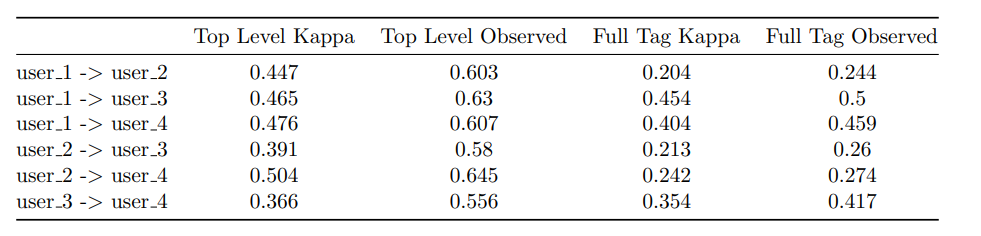 Top Level Kappa Top Level Observed Full Tag Kappa Full Tag Observed
user_1 -> user_2 0.447 0.603 0.204 0.244
user_1 -> user_3 0.465 0.63 0.454 0.5
user_1 -> user_4 0.476 0.607 0.404 0.459
user_2 -> user_3 0.391 0.58 0.213 0.26
user_2 -> user_4 0.504 0.645 0.242 0.274
user_3 -> user_4 0.366 0.556 0.354 0.417